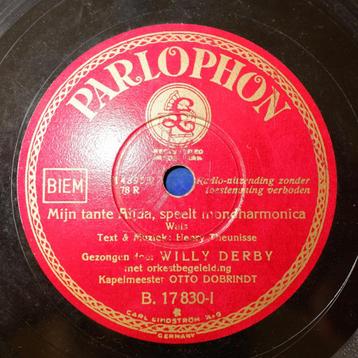 PARLOPHON
BIEM
78 R
Radio-uitzending zonder
toestemming verboden
Mijn tante speelt mondharmonica
Wals
Text & Muziek: Henry Theunisse
Gezongen door WILLY DERBY
met orkestbegeleiding
Kapelmeester OTTO DOBRINDT
B. 17 830-I
CARL LINDSTRÖM A:G
GERMANY